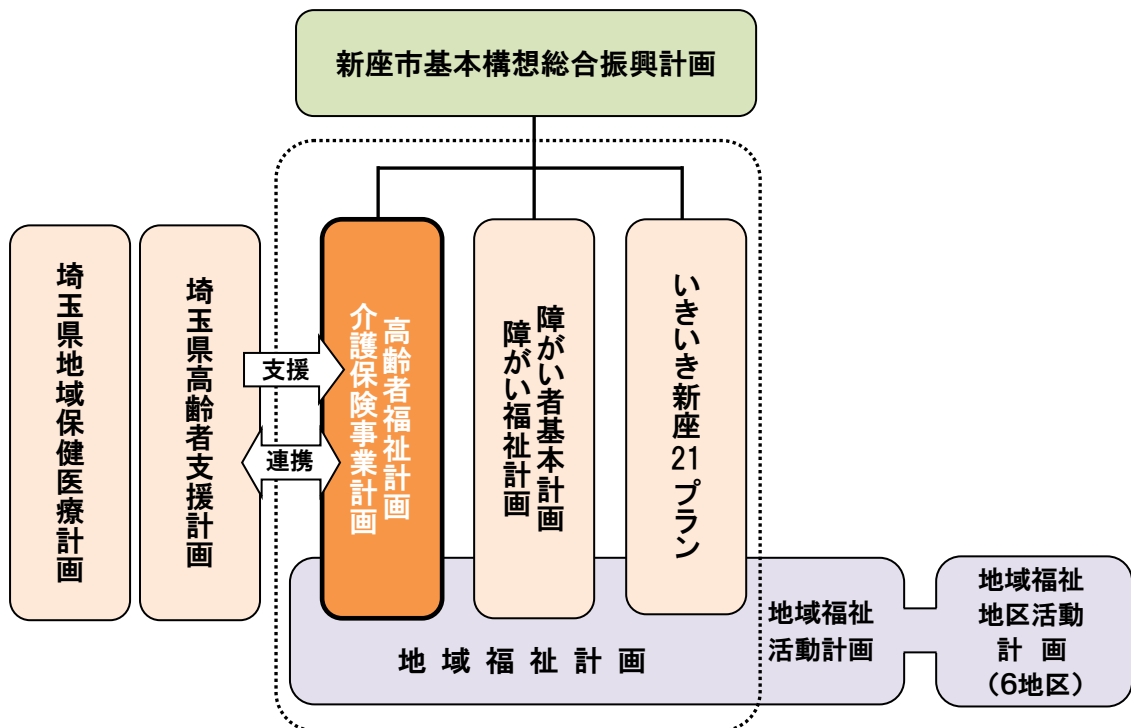 新座市基本構想総合振興計画
埼玉県地域保健医療計画
埼玉県高齢者支援計画
支援
連携
高齢者福祉計画
介護保険事業計画
障がい者基本計画
障がい福祉計画
いきいき新座21プラン
地域福祉計画
地域福祉
活動計画
地域福祉
地区活動
計画
（6地区）